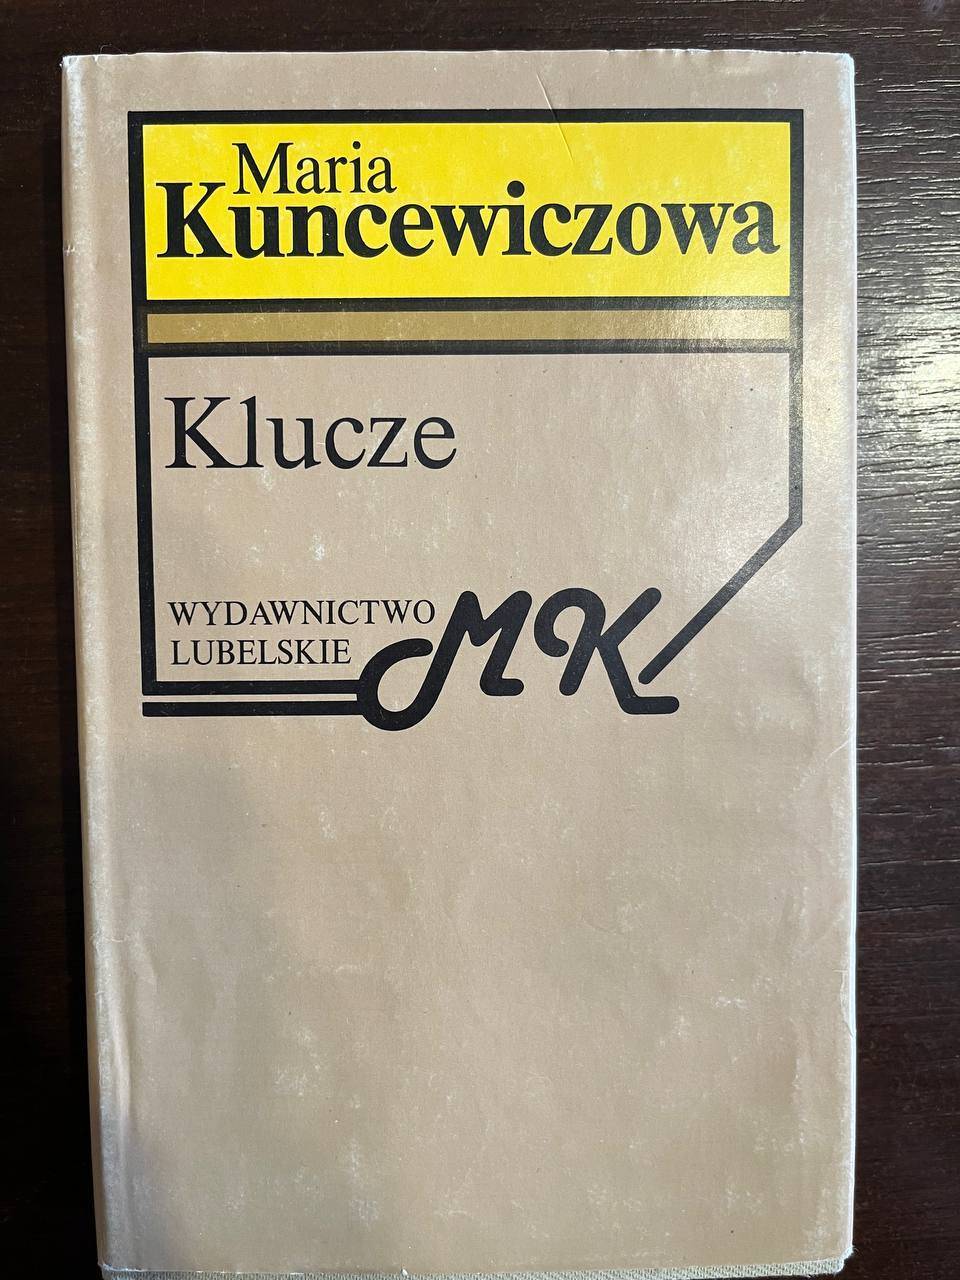 Maria
Kuncewiczowa
Klucze
WYDAWNICTWO
LUBELSKIE
MK